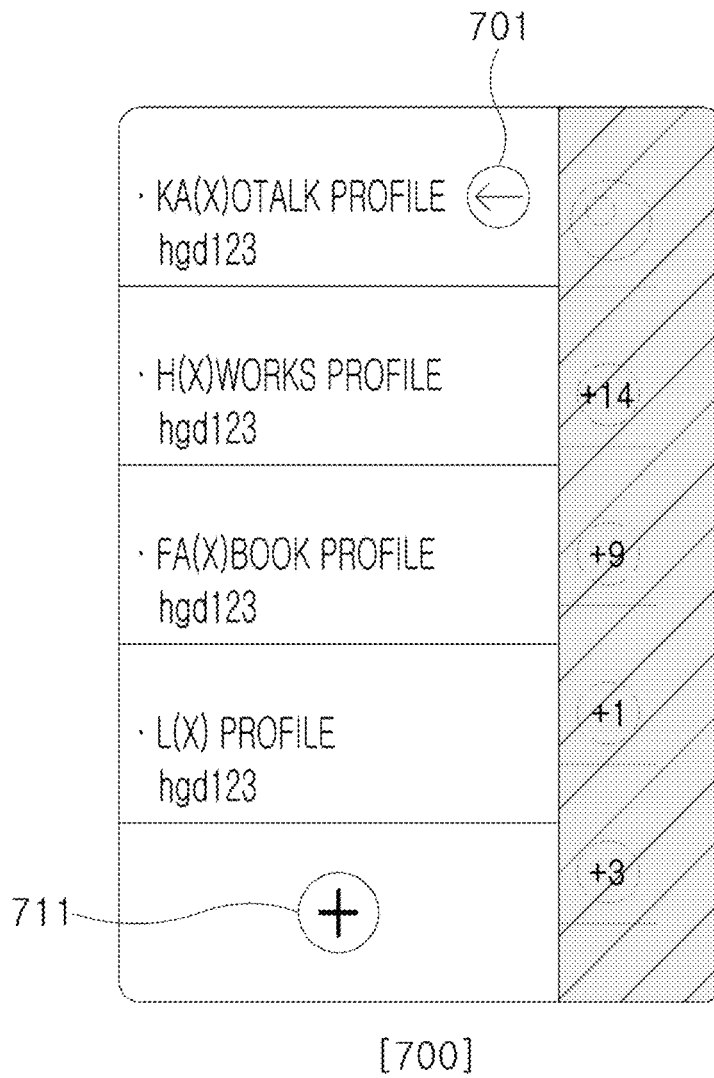 701
· KA(X)OTALK PROFILE
hgd123
· H(X)WORKS PROFILE
hgd123
+14
· FA(X)BOOK PROFILE
hgd123
+9
· L(X) PROFILE
hgd123
+1
711
+
+3
[700]